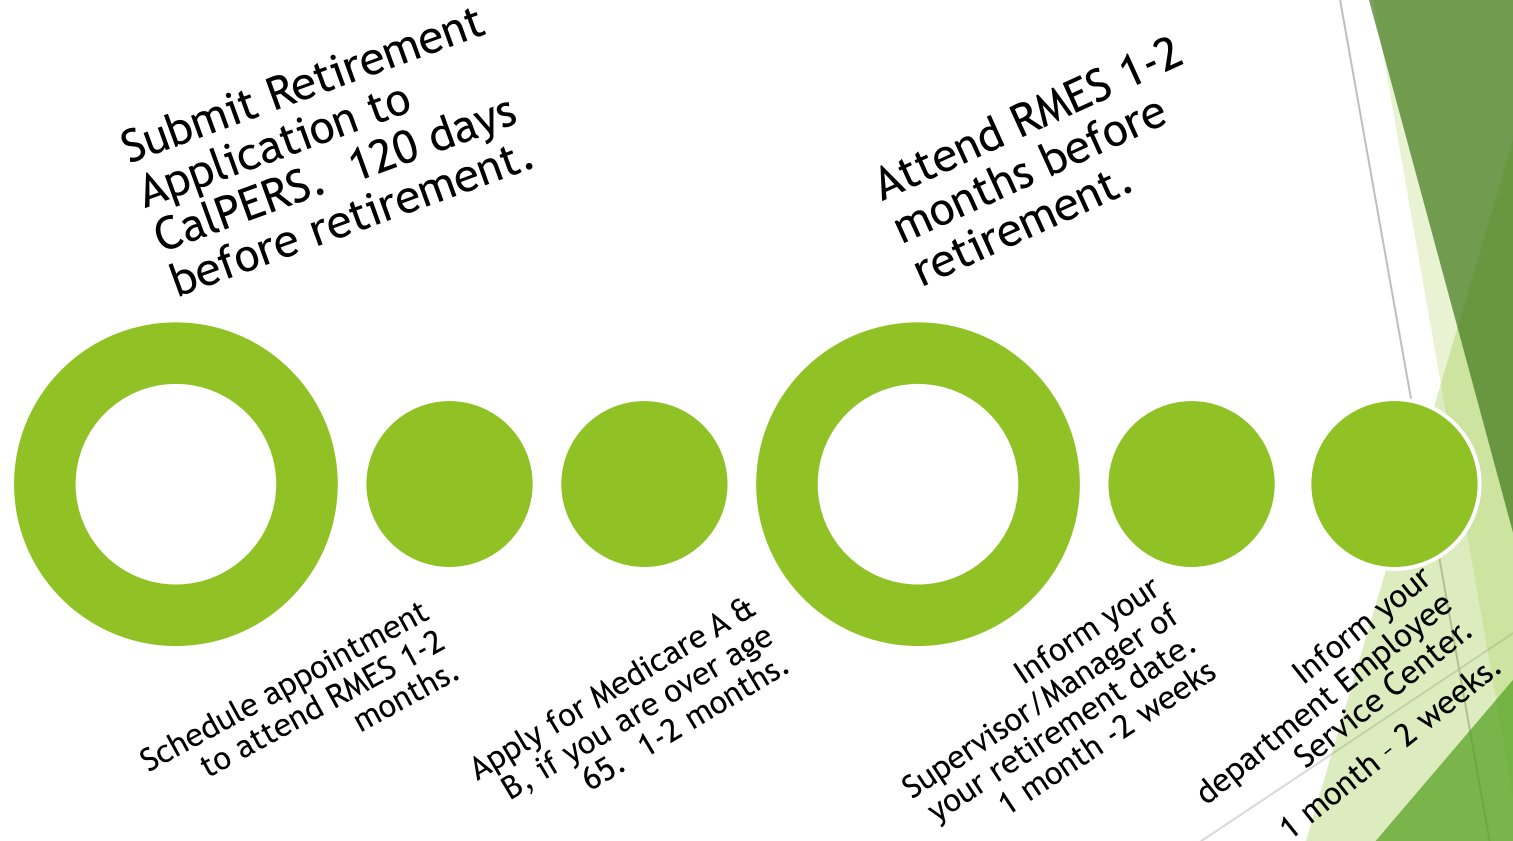 Submit Retirement
Application to
CalPERS.  120 days
before retirement.
Schedule appointment
to attend RMES 1-2
months.
Apply for Medicare A &
B, if you are over age
65.  1-2 months.
Attend RMES 1-2
months before
retirement.
Inform your
Supervisor/Manager of
your retirement date.
1 month -2 weeks
Inform your
department Employee
Service Center.
1 month - 2 weeks.